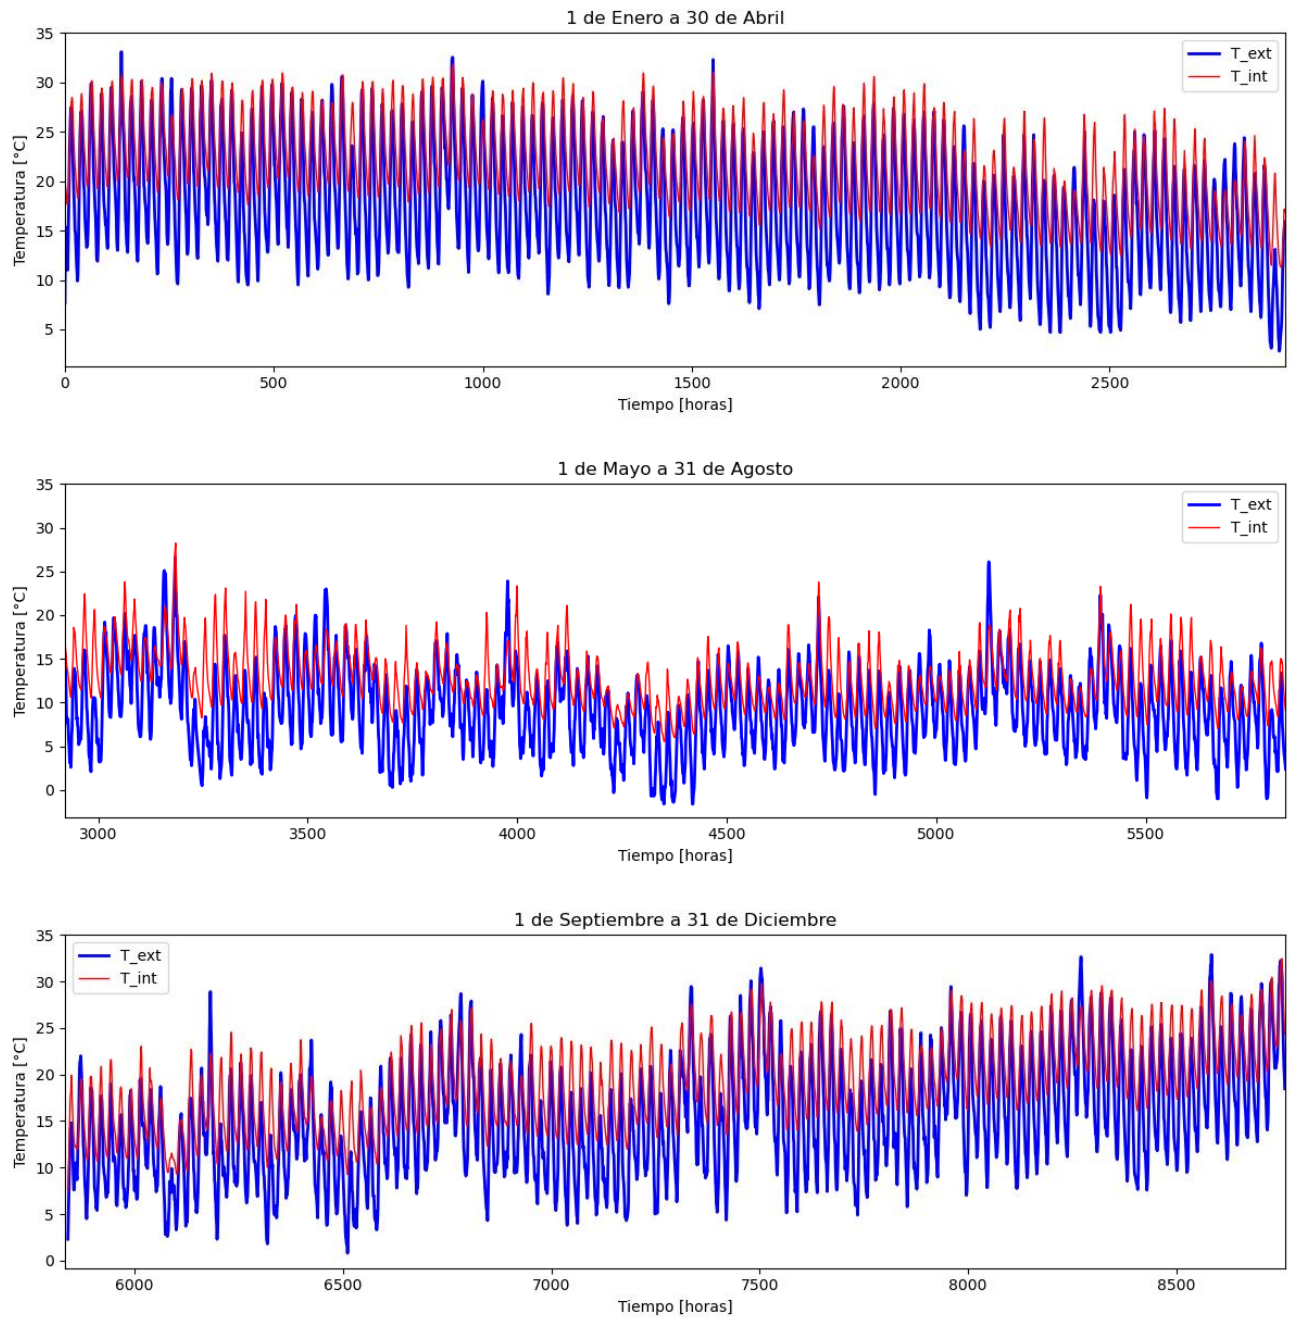 1 de Enero a 30 de Abril
35
30
25
20
15
10
5
Temperatura [°C]
T_ext
T_int
0 500 1000 1500 2000 2500
Tiempo [horas]
1 de Mayo a 31 de Agosto
35
30
25
20
15
10
5
0
Temperatura [°C]
T_ext
T_int
3000 3500 4000 4500 5000 5500
Tiempo [horas]
1 de Septiembre a 31 de Diciembre
35
30
25
20
15
10
5
0
Temperatura [°C]
T_ext
T_int
6000 6500 7000 7500 8000 8500
Tiempo [horas]